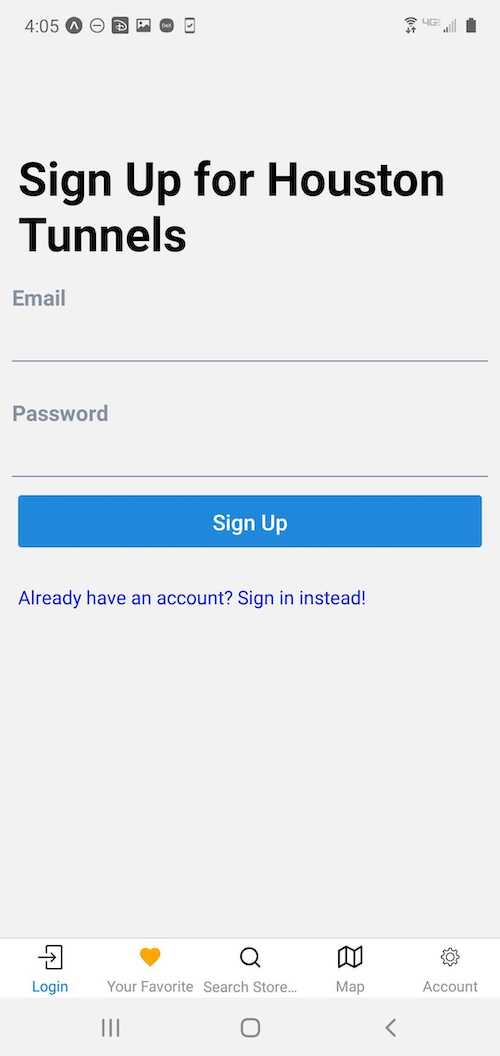 4:05
4GE
Sign Up for Houston
Tunnels
Email
Password
Sign Up
Already have an account? Sign in instead!
Login
Your Favorite
Search Store...
Map
Account